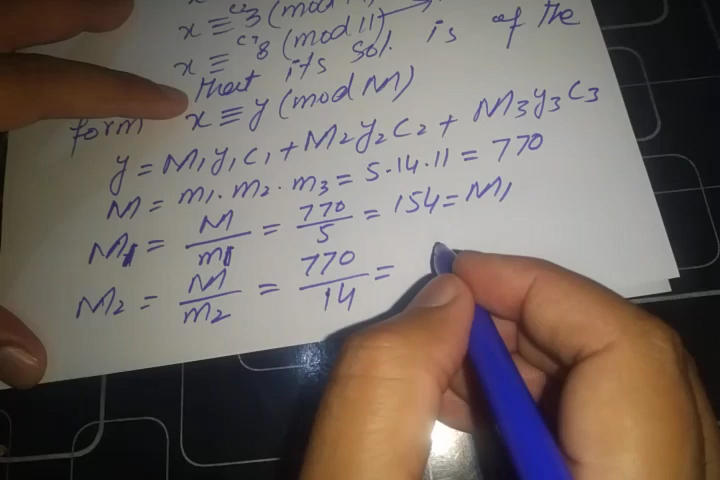 x ≡ 3 (mod
c3
x ≡ 8 (mod 11)
that its sol. is of the
form x ≡ y (mod M)
y = M1y1c1 + M2y2c2 + M3y3c3
M = m1 . m2 . m3 = 5.14.11 = 770
M1 = M/m1 = 770/5 = 154 = M1
M2 = M/m2 = 770/14 =